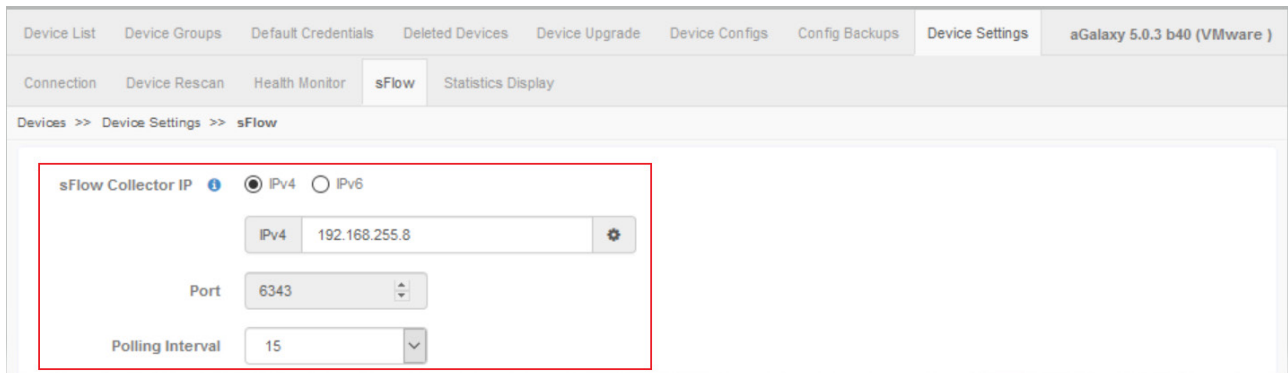 Device List Device Groups Default Credentials Deleted Devices Device Upgrade Device Configs Config Backups Device Settings aGalaxy 5.0.3 b40 (VMware )
Connection Device Rescan Health Monitor sFlow Statistics Display
Devices >> Device Settings >> sFlow
sFlow Collector IP IPv4 IPv6
IPv4 192.168.255.8
Port 6343
Polling Interval 15